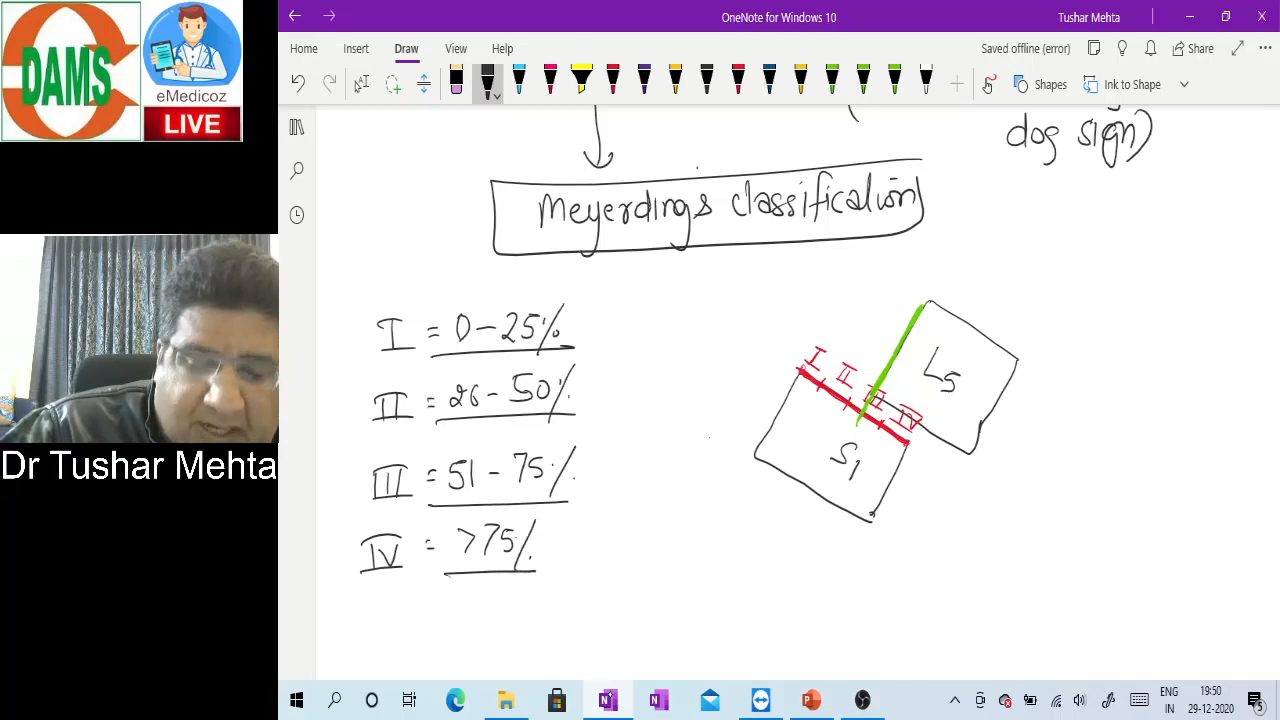 DAMS
eMedicoz
LIVE
Dr Tushar Mehta
OneNote for Windows 10
Tushar Mehta
Home
Insert
Draw
View
Help
Saved offline (error)
Share
Shapes
Ink to Shape
dog sign)
Meyerdings classification
I = 0-25%
II = 26-50%
III = 51-75%
IV = >75%
I II III IV
L5
S1
ENG
IN
19:50
29-12-2020